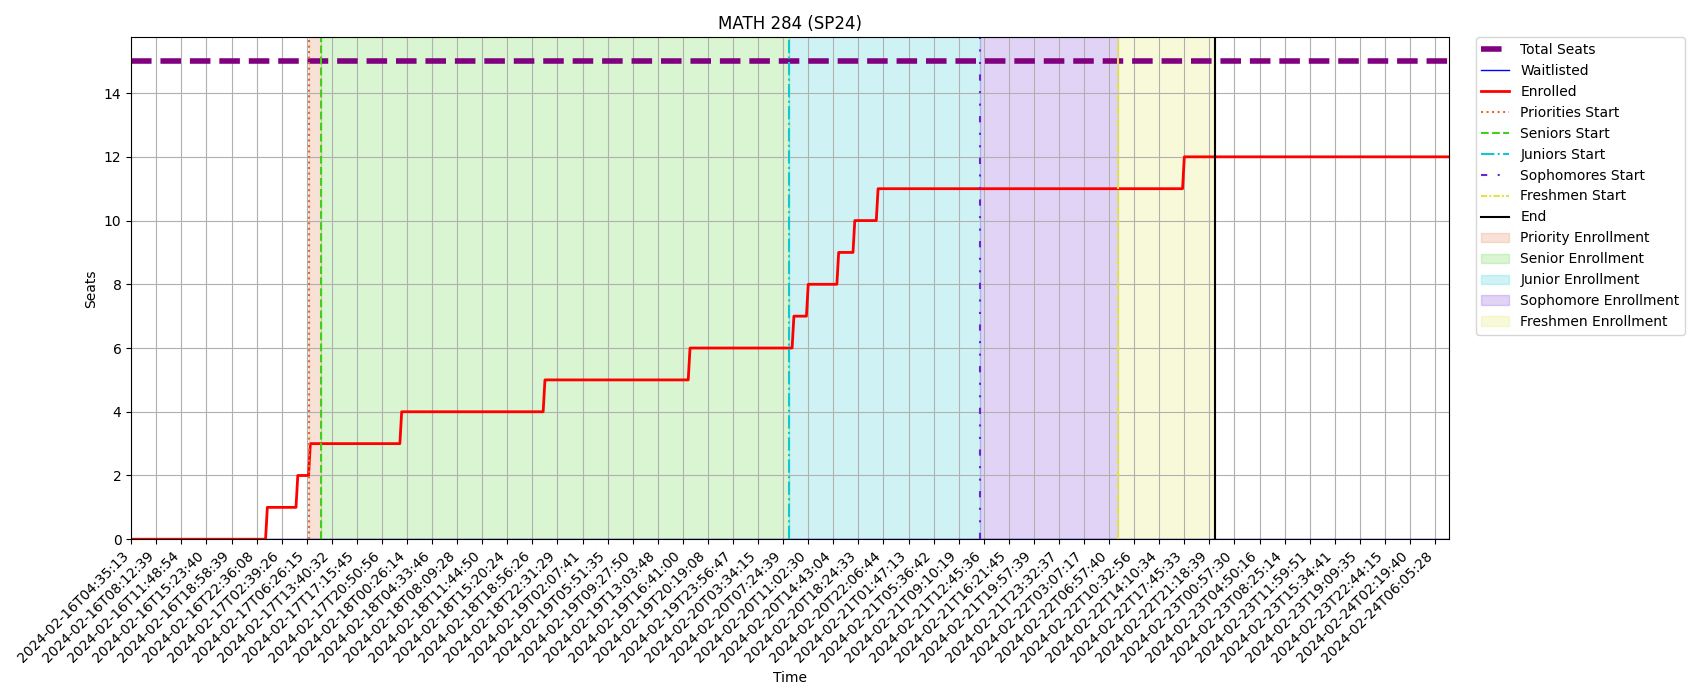 MATH 284 (SP24)
Seats
14
12
10
8
6
4
2
0
2024-02-16T04:35:13
2024-02-16T08:12:39
2024-02-16T11:48:54
2024-02-16T15:23:40
2024-02-16T18:58:39
2024-02-16T22:36:08
2024-02-17T02:39:26
2024-02-17T06:26:15
2024-02-17T13:40:32
2024-02-17T17:15:45
2024-02-17T20:50:56
2024-02-18T00:26:14
2024-02-18T04:33:46
2024-02-18T08:09:28
2024-02-18T11:44:50
2024-02-18T15:20:24
2024-02-18T18:56:26
2024-02-18T22:31:29
2024-02-19T02:07:41
2024-02-19T05:51:35
2024-02-19T09:27:50
2024-02-19T13:03:48
2024-02-19T16:41:00
2024-02-19T20:19:08
2024-02-19T23:56:47
2024-02-20T03:34:15
2024-02-20T07:24:39
2024-02-20T11:02:30
2024-02-20T14:43:04
2024-02-20T18:24:33
2024-02-20T22:06:44
2024-02-21T01:47:13
2024-02-21T05:36:42
2024-02-21T09:10:19
2024-02-21T12:45:36
2024-02-21T16:21:45
2024-02-21T19:57:39
2024-02-21T23:32:37
2024-02-22T03:07:17
2024-02-22T06:57:40
2024-02-22T10:32:56
2024-02-22T14:10:34
2024-02-22T17:45:33
2024-02-22T21:18:39
2024-02-23T00:57:30
2024-02-23T04:50:16
2024-02-23T08:25:14
2024-02-23T11:59:51
2024-02-23T15:34:41
2024-02-23T19:09:35
2024-02-23T22:44:15
2024-02-24T02:19:40
2024-02-24T06:05:28
Time
Total Seats
Waitlisted
Enrolled
Priorities Start
Seniors Start
Juniors Start
Sophomores Start
Freshmen Start
End
Priority Enrollment
Senior Enrollment
Junior Enrollment
Sophomore Enrollment
Freshmen Enrollment